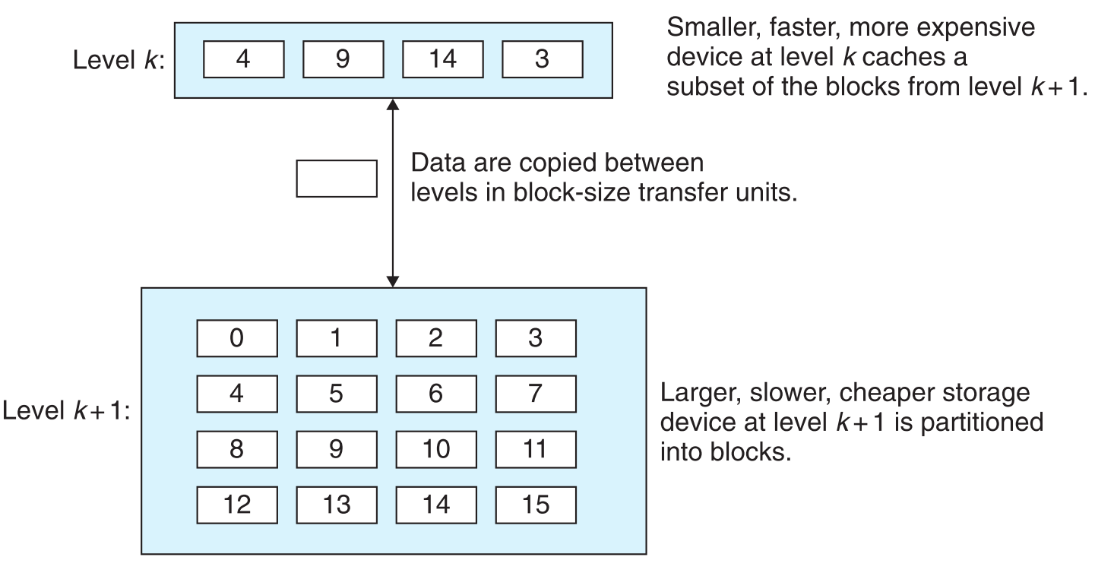 Level k:
4 9 14 3
Smaller, faster, more expensive
device at level k caches a
subset of the blocks from level k+1.
Data are copied between
levels in block-size transfer units.
Level k+1:
0 1 2 3
4 5 6 7
8 9 10 11
12 13 14 15
Larger, slower, cheaper storage
device at level k+1 is partitioned
into blocks.